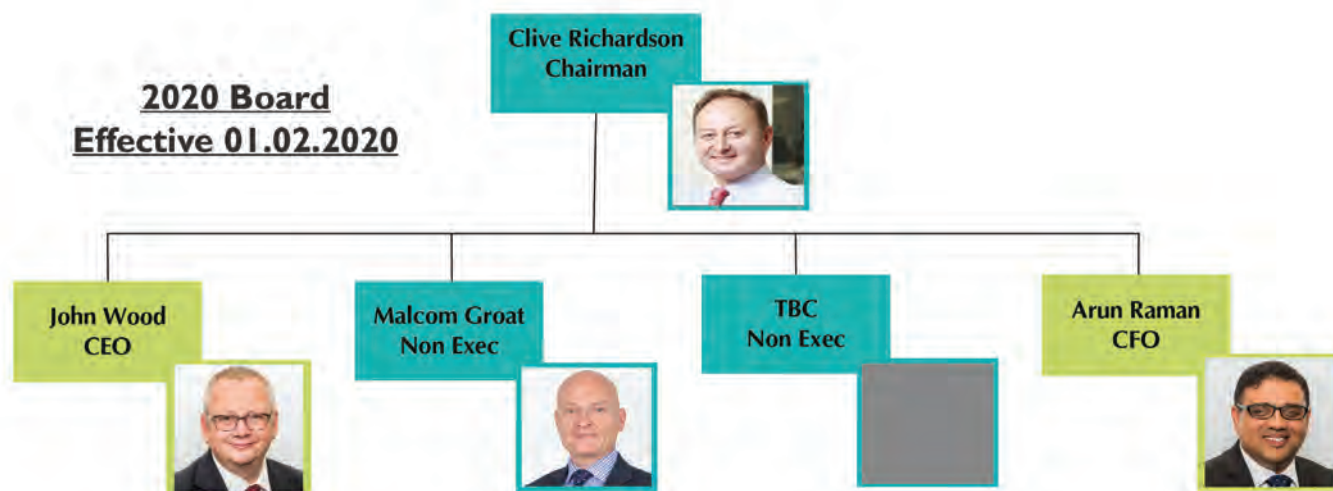 Clive Richardson
Chairman
2020 Board
Effective 01.02.2020
John Wood
CEO
Malcom Groat
Non Exec
TBC
Non Exec
Arun Raman
CFO